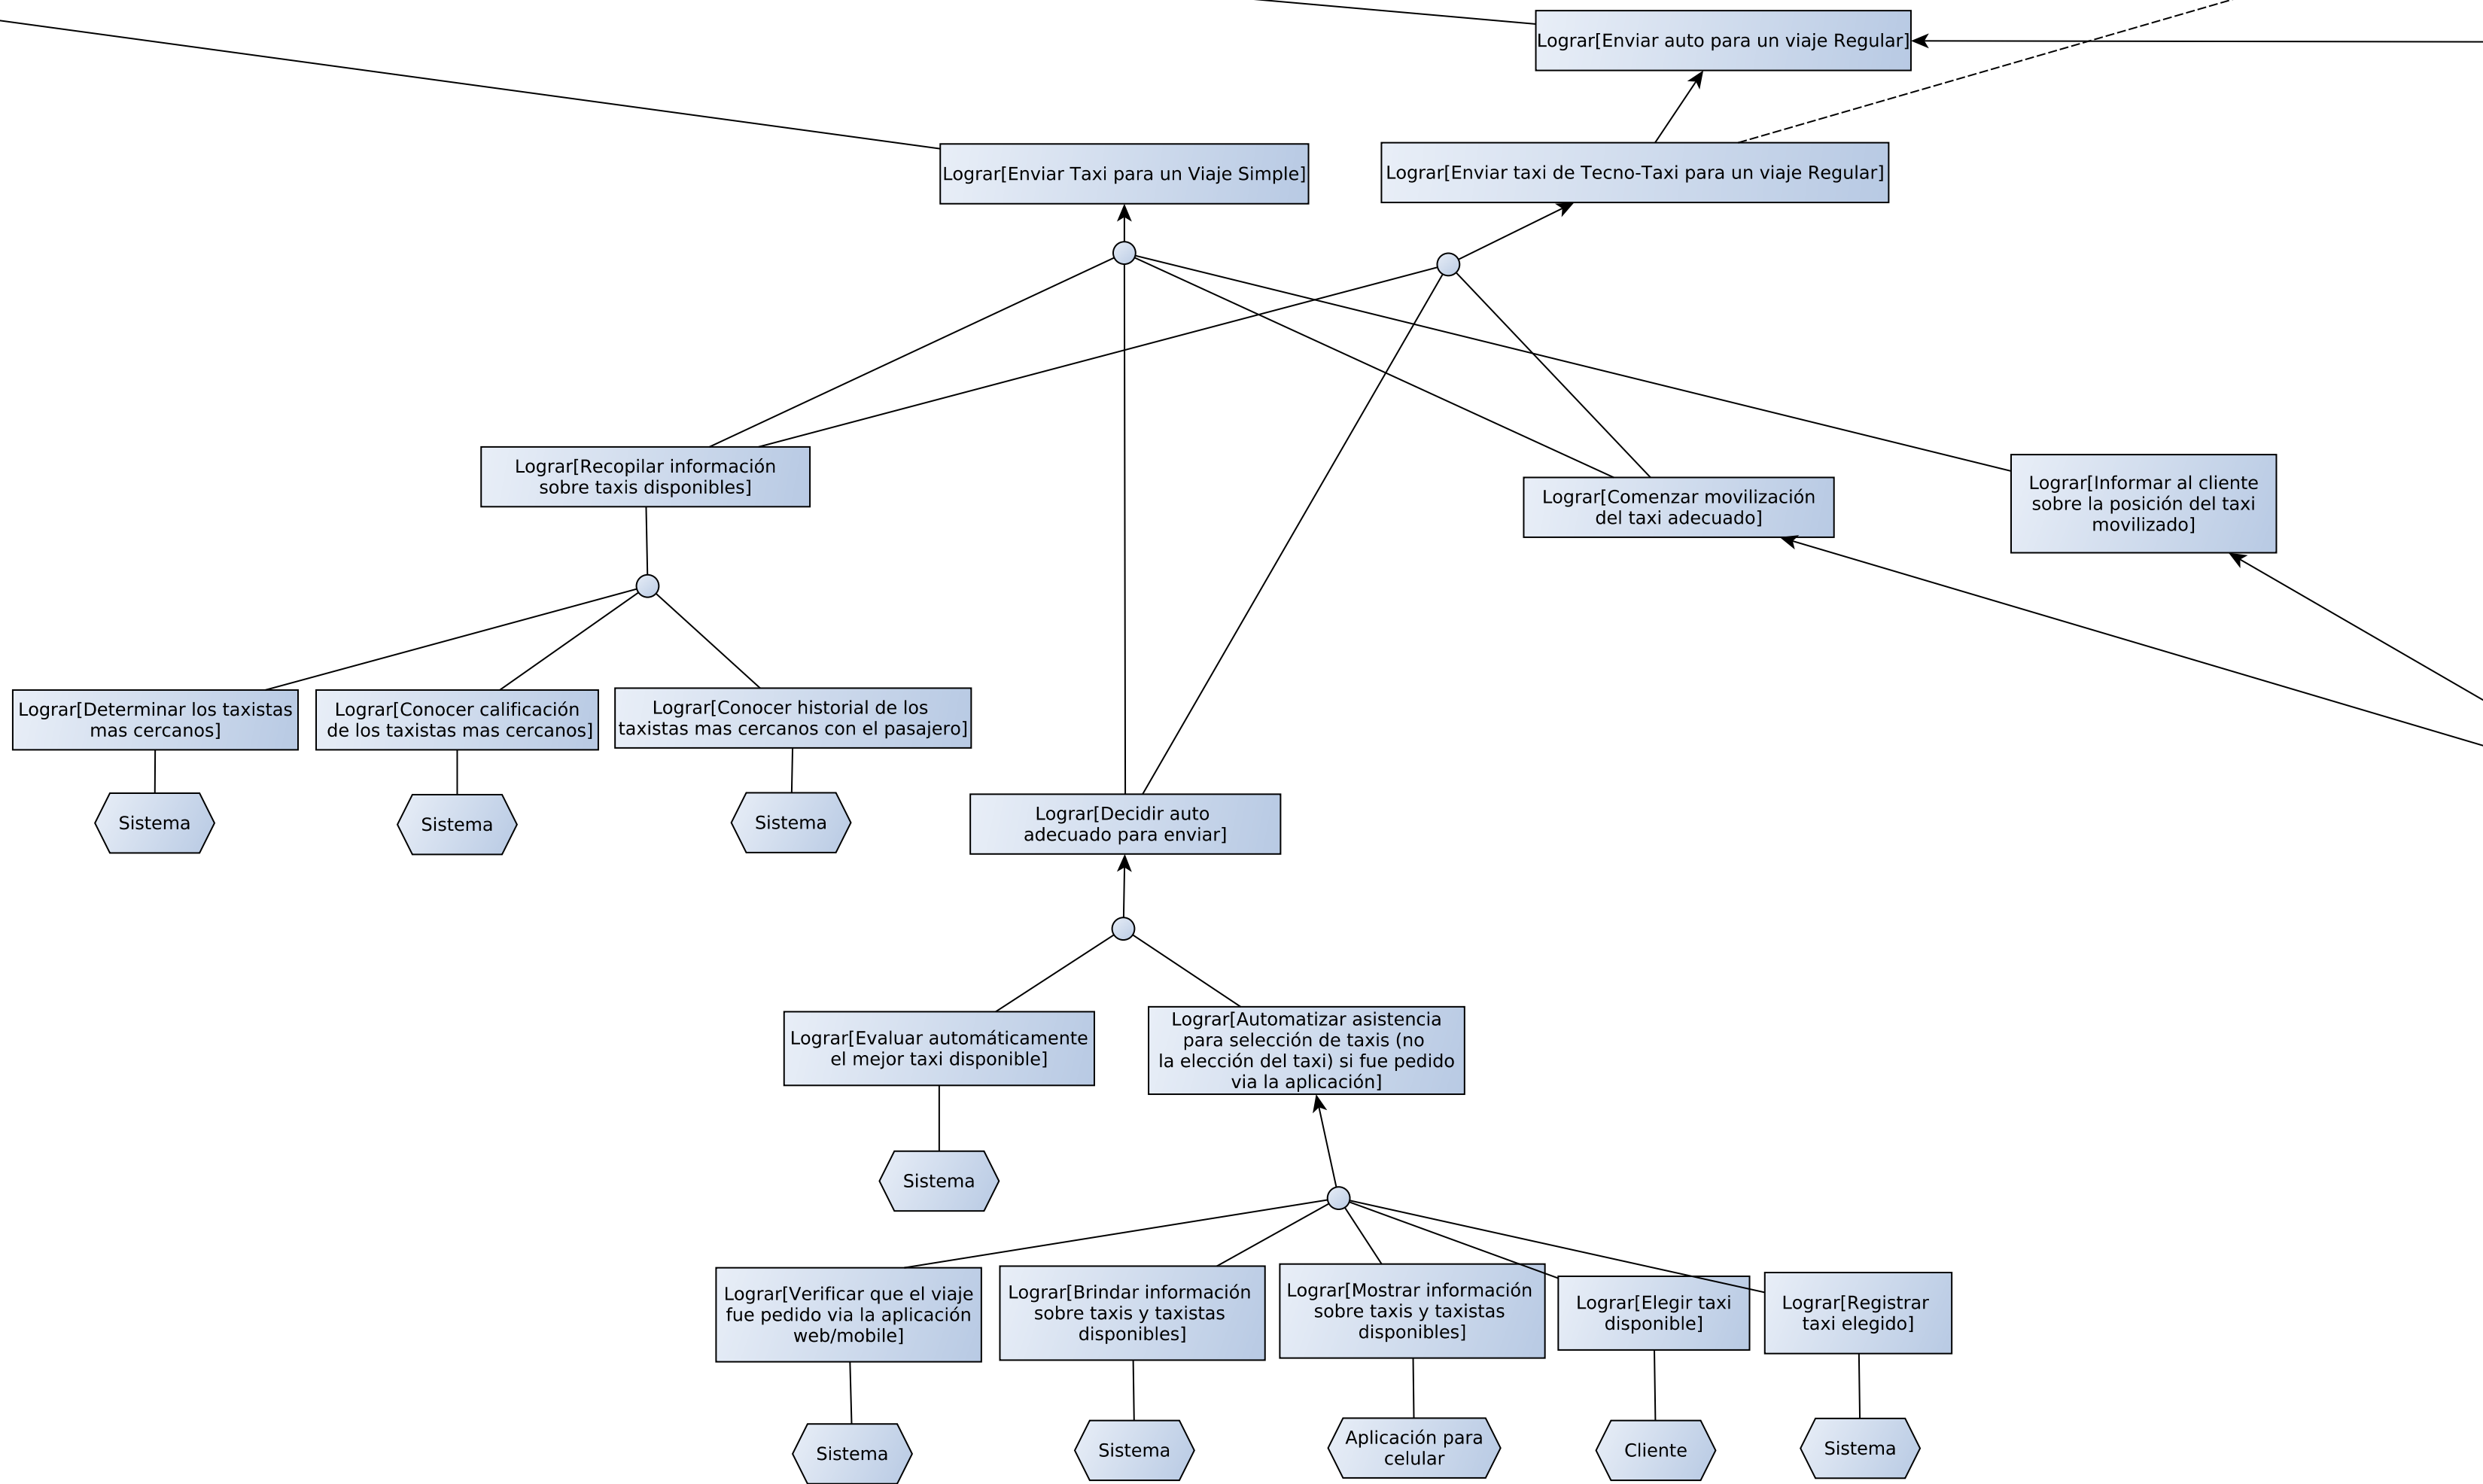 Lograr[Enviar auto para un viaje Regular]
Lograr[Enviar Taxi para un Viaje Simple]
Lograr[Enviar taxi de Tecno-Taxi para un viaje Regular]
Lograr[Recopilar información
sobre taxis disponibles]
Lograr[Comenzar movilización
del taxi adecuado]
Lograr[Informar al cliente
sobre la posición del taxi
movilizado]
Lograr[Determinar los taxistas
mas cercanos]
Lograr[Conocer calificación
de los taxistas mas cercanos]
Lograr[Conocer historial de los
taxistas mas cercanos con el pasajero]
Sistema
Sistema
Sistema
Lograr[Decidir auto
adecuado para enviar]
Lograr[Evaluar automáticamente
el mejor taxi disponible]
Lograr[Automatizar asistencia
para selección de taxis (no
la elección del taxi) si fue pedido
via la aplicación]
Sistema
Lograr[Verificar que el viaje
fue pedido via la aplicación
web/mobile]
Lograr[Brindar información
sobre taxis y taxistas
disponibles]
Lograr[Mostrar información
sobre taxis y taxistas
disponibles]
Lograr[Elegir taxi
disponible]
Lograr[Registrar
taxi elegido]
Sistema
Sistema
Aplicación para
celular
Cliente
Sistema